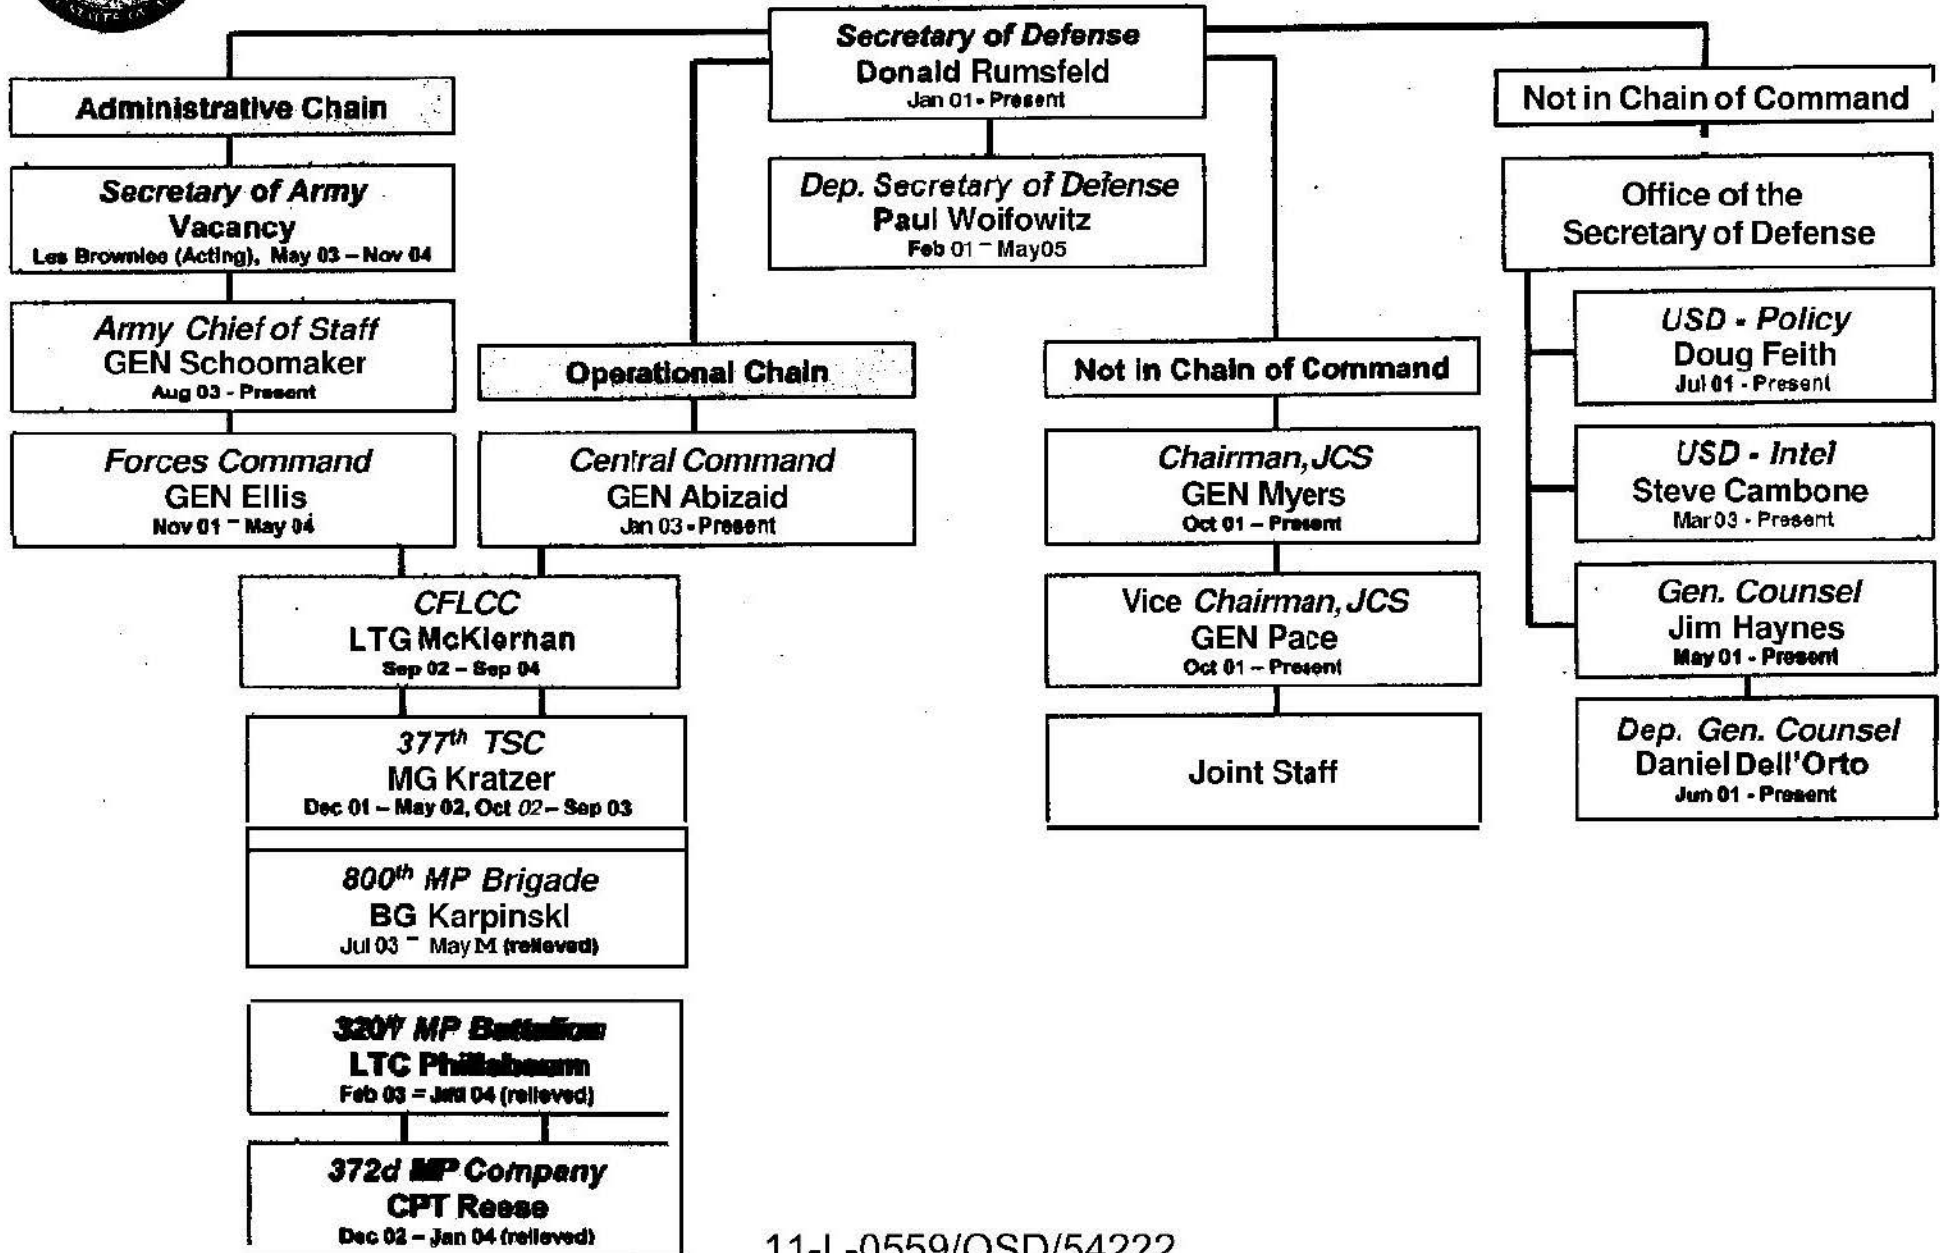 Secretary of Defense
Donald Rumsfeld
Jan 01 - Present
Administrative Chain
Secretary of Army
Vacancy
Les Brownlee (Acting), May 03 – Nov 04
Army Chief of Staff
GEN Schoomaker
Aug 03 - Present
Forces Command
GEN Ellis
Nov 01 – May 04
Dep. Secretary of Defense
Paul Woifowitz
Feb 01 – May05
Operational Chain
Central Command
GEN Abizaid
Jan 03 - Present
CFLCC
LTG McKiernan
Sep 02 – Sep 04
377th TSC
MG Kratzer
Dec 01 – May 02, Oct 02 – Sep 03
800th MP Brigade
BG Karpinskl
Jul 03 – May M (relieved)
MP Battalion
LTC Phillabaum
Feb 03 = 04 (relieved)
372d MP Company
CPT Reese
Dec 02 – Jan 04 (relieved)
Not in Chain of Command
Chairman, JCS
GEN Myers
Oct 01 – Present
Vice Chairman, JCS
GEN Pace
Oct 01 – Present
Joint Staff
Not in Chain of Command
Office of the
Secretary of Defense
USD - Policy
Doug Feith
Jul 01 - Present
USD - Intel
Steve Cambone
Mar 03 - Present
Gen. Counsel
Jim Haynes
May 01 - Present
Dep. Gen. Counsel
Daniel Dell'Orto
Jun 01 - Present
11-L-0559/OSD/54222